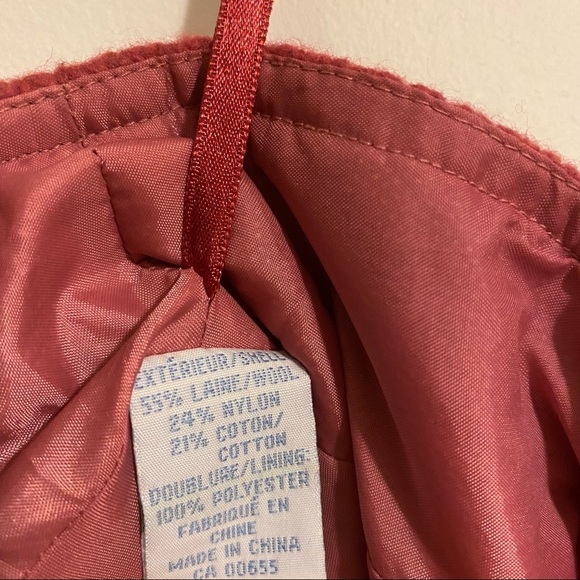 EXTÉRIEUR/SHELL
55% LAINE/WOOL
24% NYLON
21% COTON/
COTTON
DOUBLURE/LINING:
100% POLYESTER
FABRIQUÉ EN
CHINE
MADE IN CHINA
CA 00655